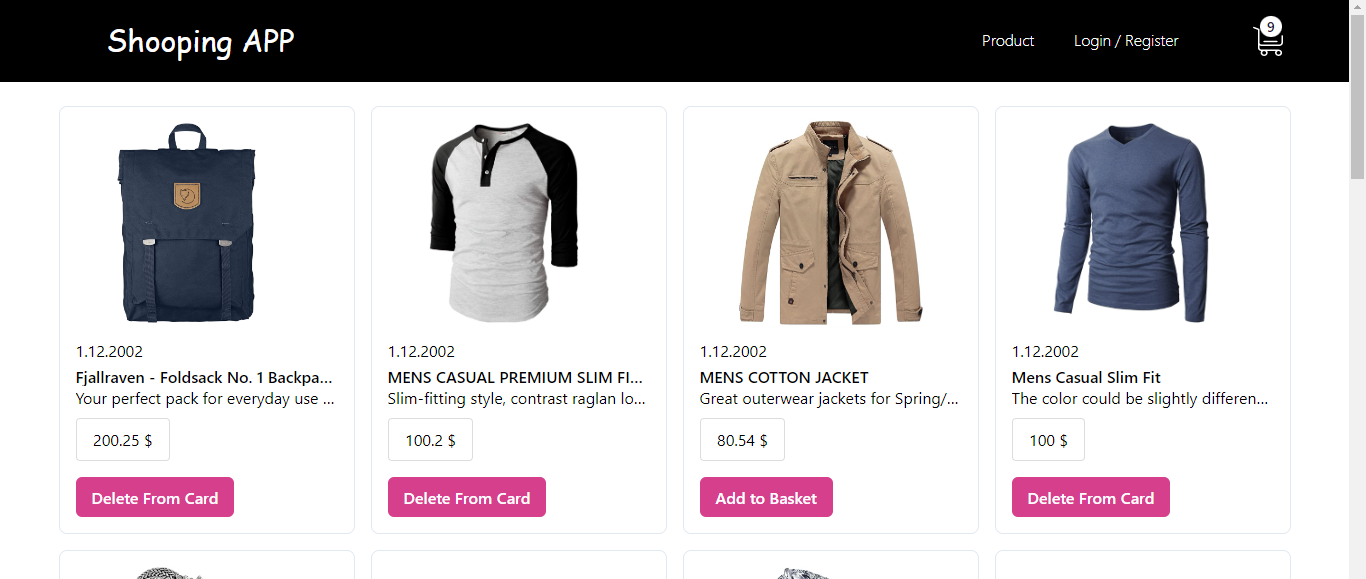 Shooping APP
Product
Login / Register
9
1.12.2002
Fjallraven - Foldsack No. 1 Backpa...
Your perfect pack for everyday use ...
200.25 $
Delete From Card
1.12.2002
MENS CASUAL PREMIUM SLIM FI...
Slim-fitting style, contrast raglan lo...
100.2 $
Delete From Card
1.12.2002
MENS COTTON JACKET
Great outerwear jackets for Spring/...
80.54 $
Add to Basket
1.12.2002
Mens Casual Slim Fit
The color could be slightly differen...
100 $
Delete From Card